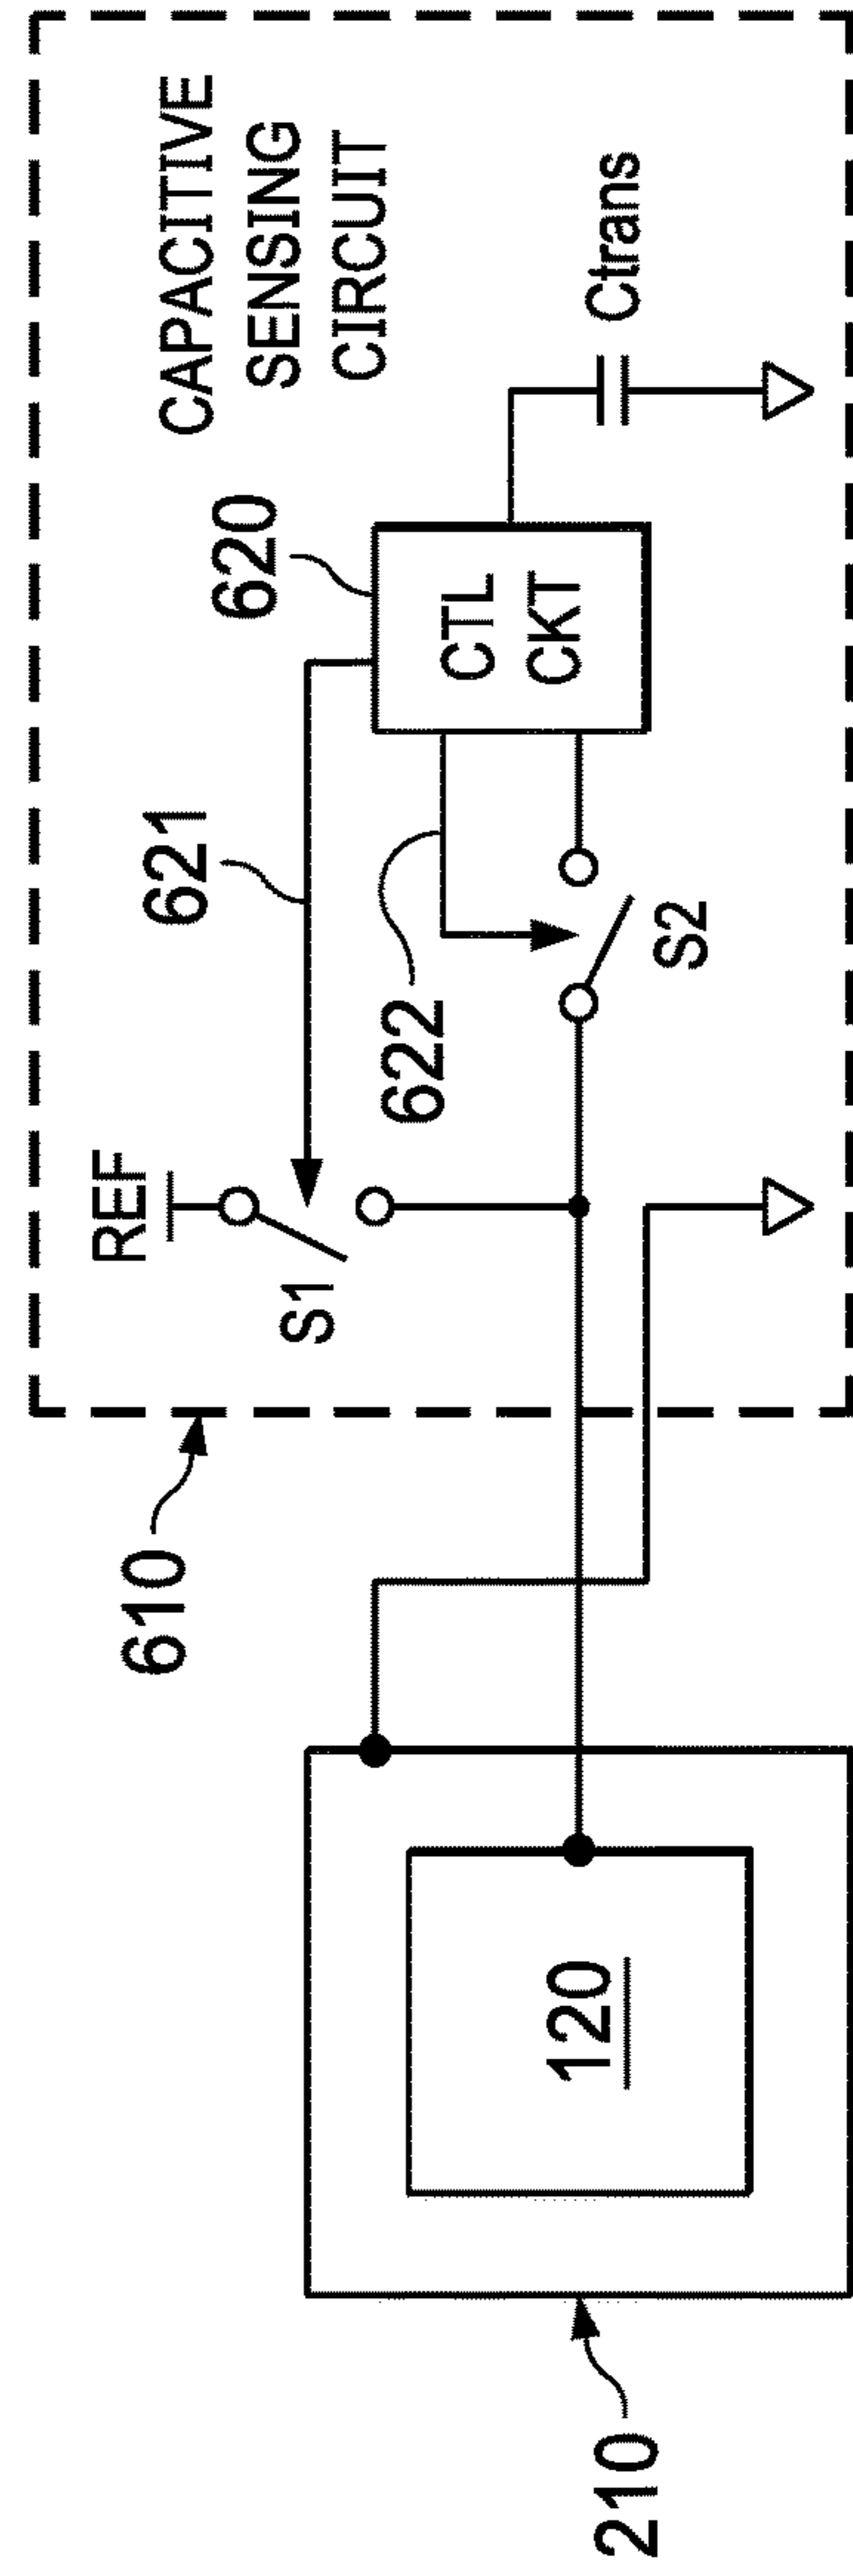 CAPACITIVE
SENSING
CIRCUIT
REF
610
621
620
S1
622
CTL
CKT
Ctrans
S2
120
210